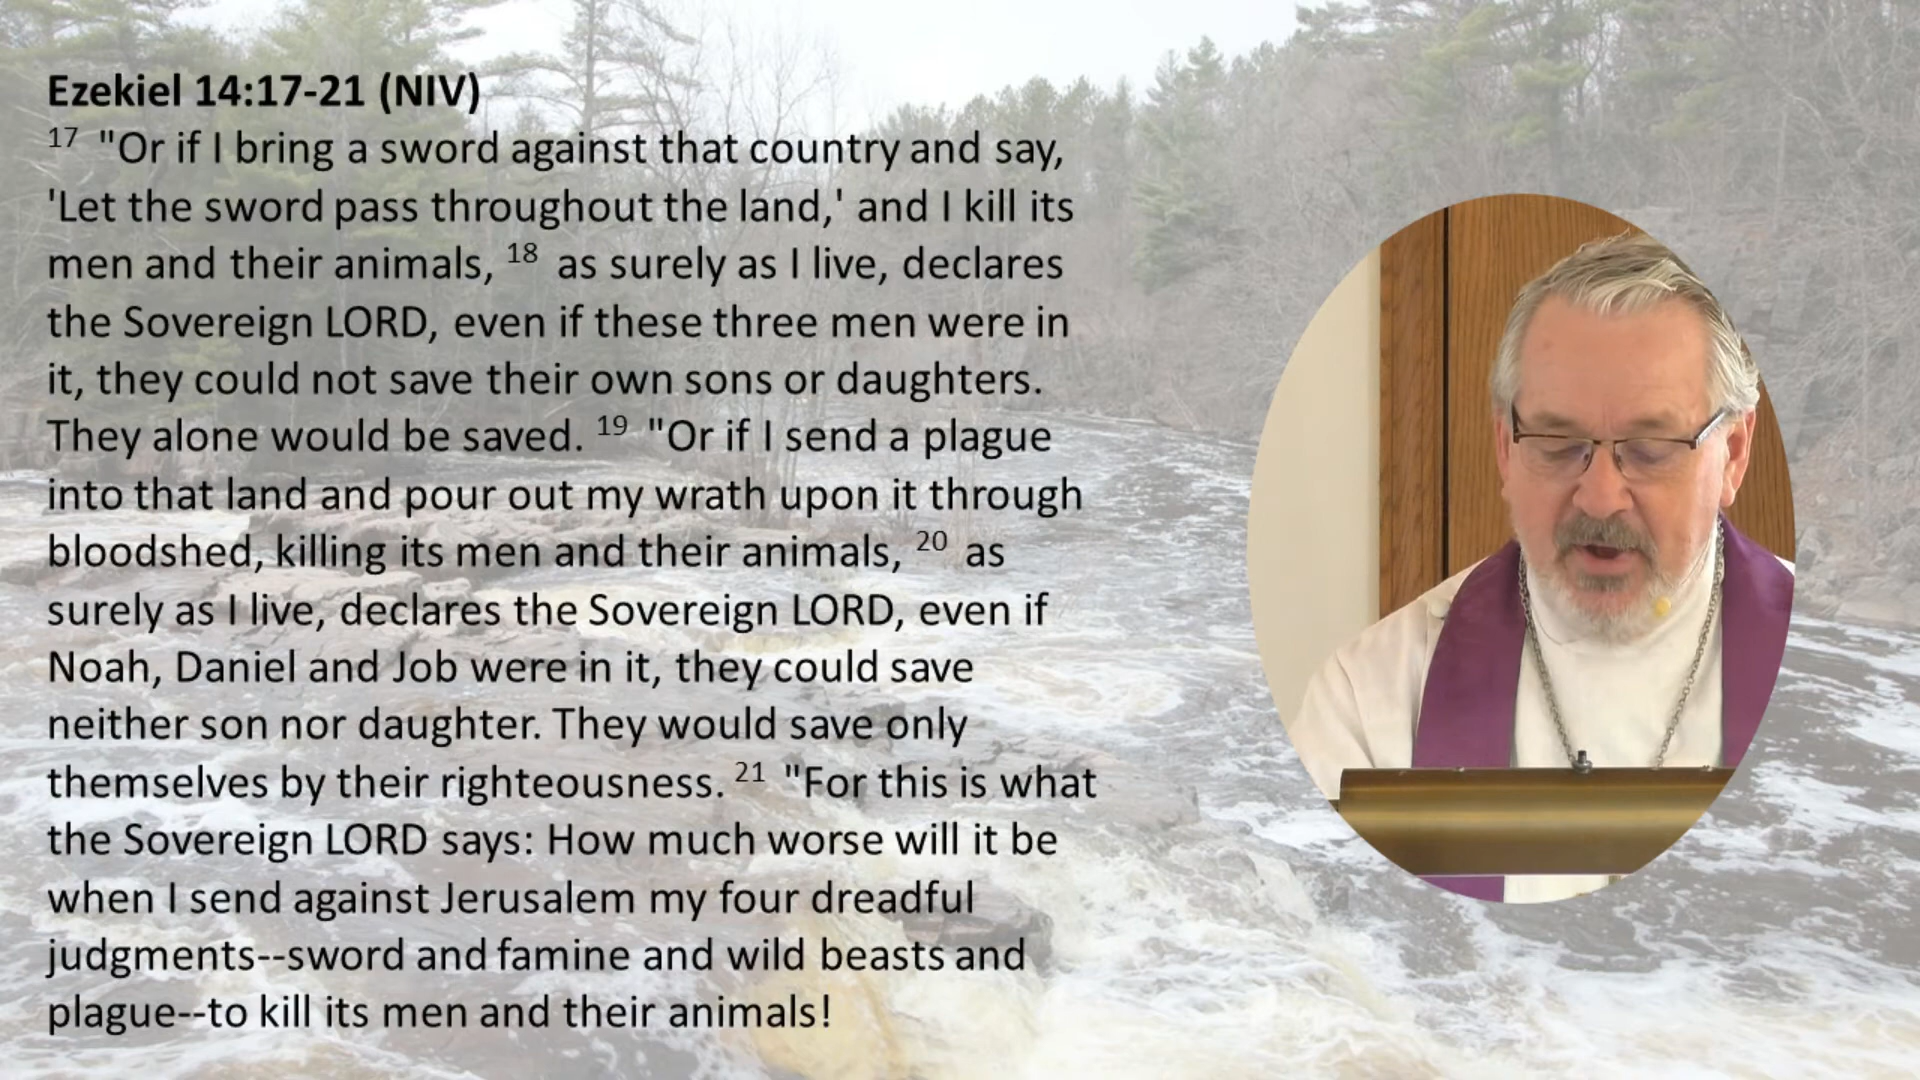 Ezekiel 14:17-21 (NIV)
17 "Or if I bring a sword against that country and say,
'Let the sword pass throughout the land,' and I kill its
men and their animals, 18 as surely as I live, declares
the Sovereign LORD, even if these three men were in
it, they could not save their own sons or daughters.
They alone would be saved. 19 "Or if I send a plague
into that land and pour out my wrath upon it through
bloodshed, killing its men and their animals, 20 as
surely as I live, declares the Sovereign LORD, even if
Noah, Daniel and Job were in it, they could save
neither son nor daughter. They would save only
themselves by their righteousness. 21 "For this is what
the Sovereign LORD says: How much worse will it be
when I send against Jerusalem my four dreadful
judgments--sword and famine and wild beasts and
plague--to kill its men and their animals!